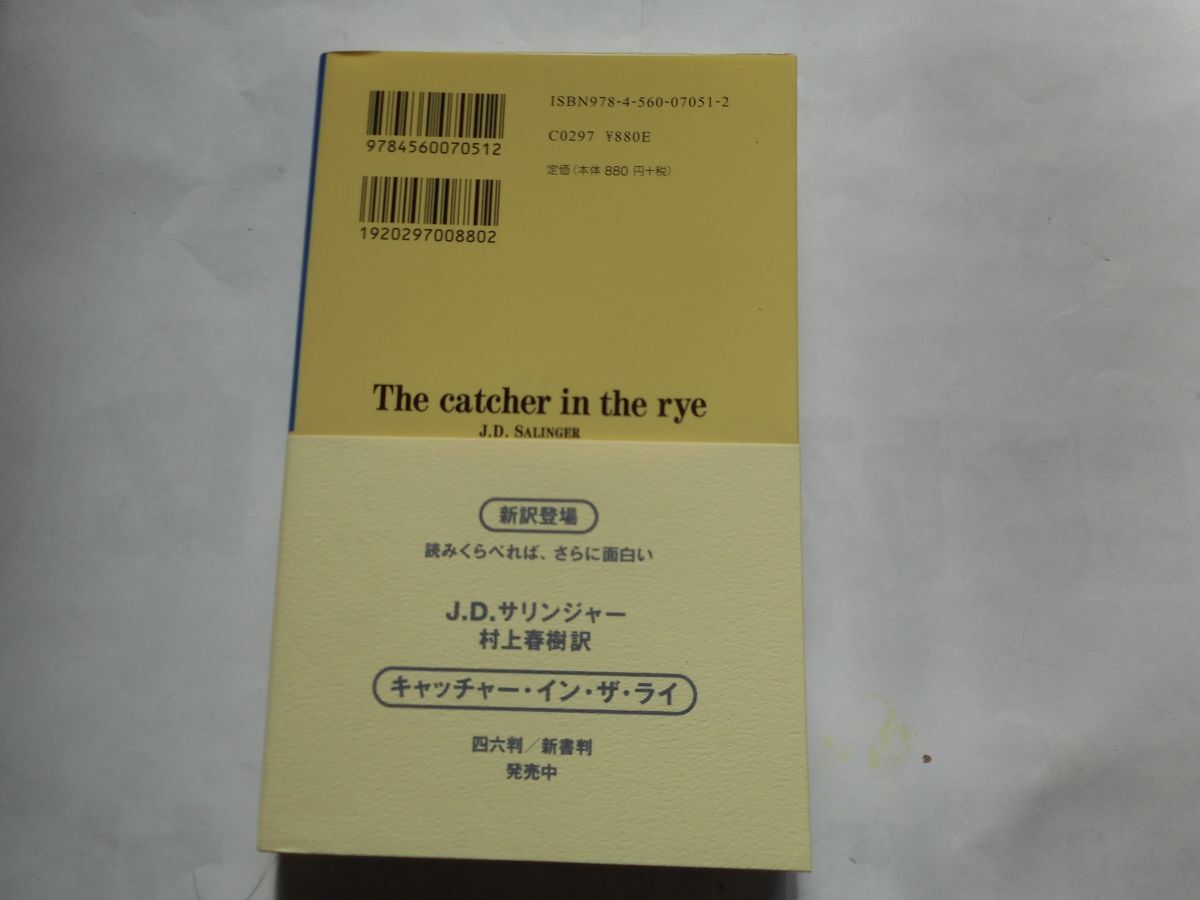 ISBN978-4-560-07051-2
9784560070512
C0297 ¥880E
定価(本体 880 円+税)
1920297008802
The catcher in the rye
J.D. SALINGER
新訳登場
読みくらべれば、さらに面白い
J.D.サリンジャー
村上春樹訳
キャッチャー・イン・ザ・ライ
四六判/新書判
発売中